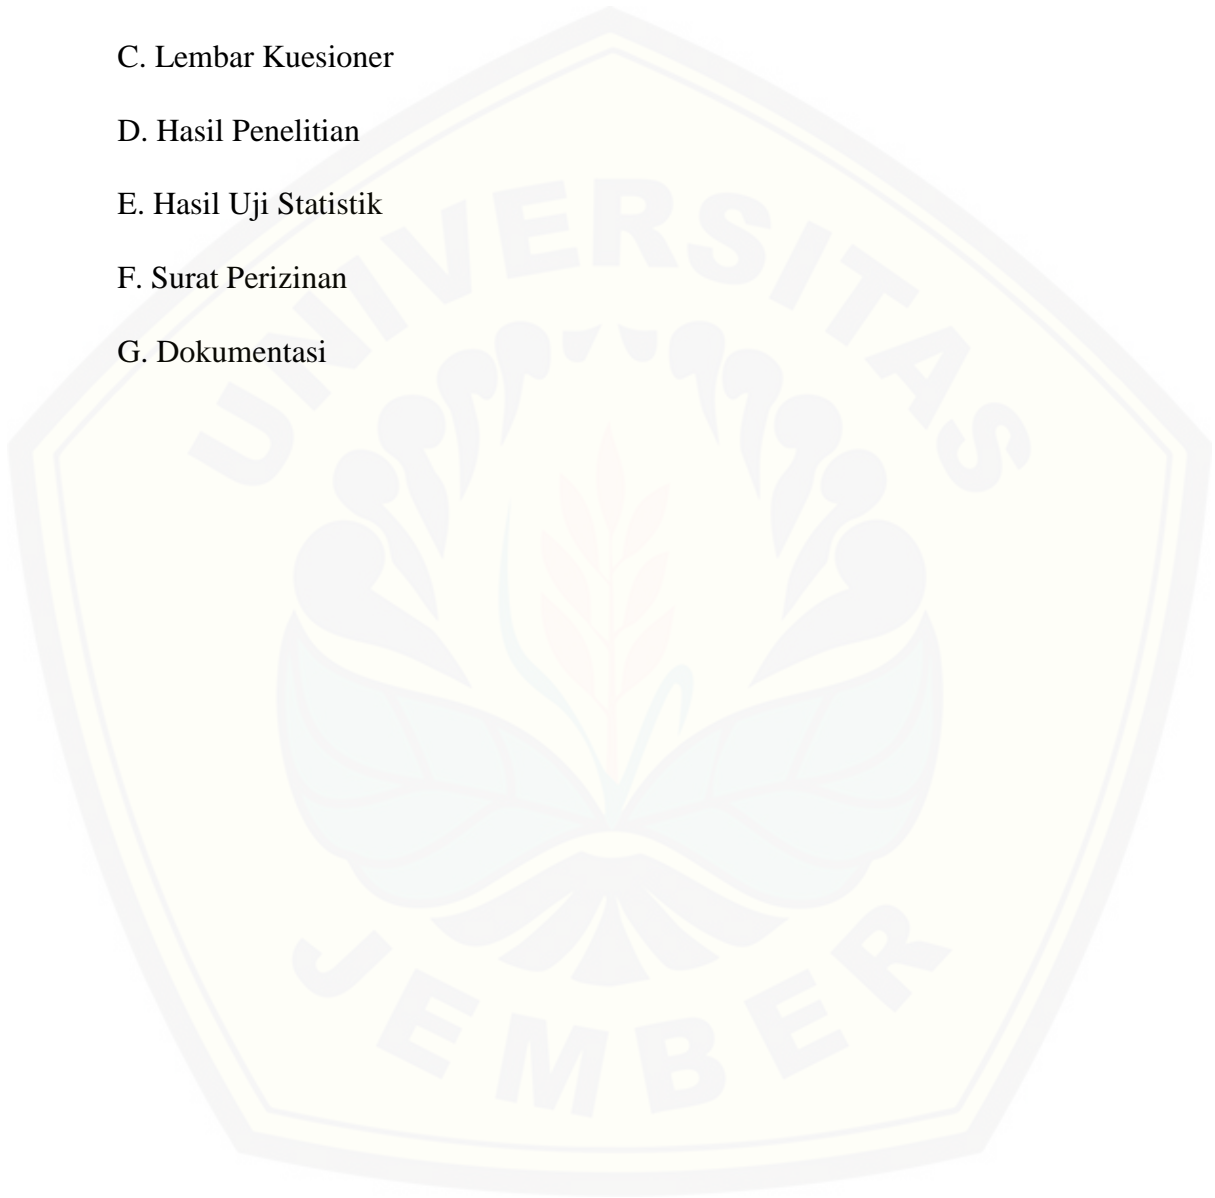 C. Lembar Kuesioner
D. Hasil Penelitian
E. Hasil Uji Statistik
F. Surat Perizinan
G. Dokumentasi
UNIVERSITAS
JEMBER